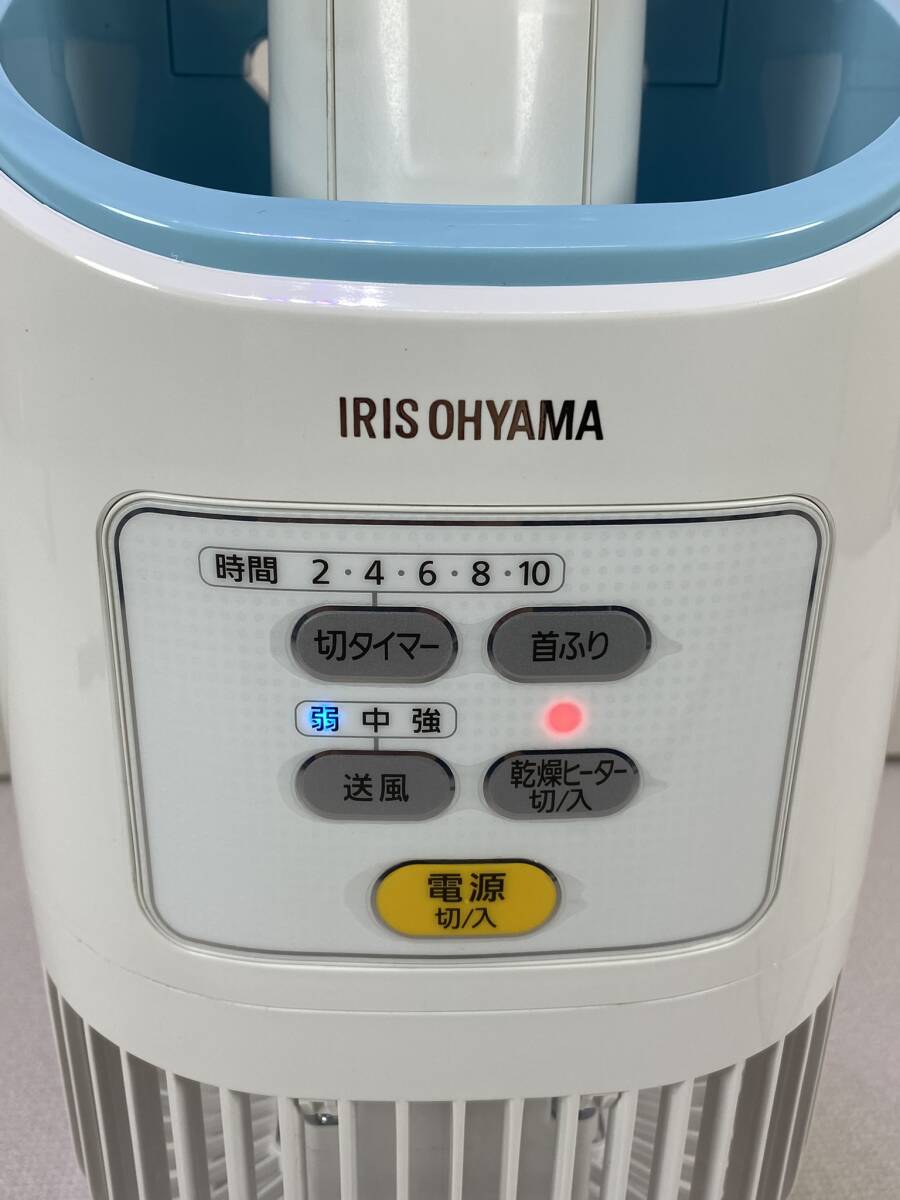 IRIS OHYAMA
時間 2・4・6・8・10
切タイマー
首ふり
弱 中 強
送風
乾燥ヒーター
切/入
電源
切/入